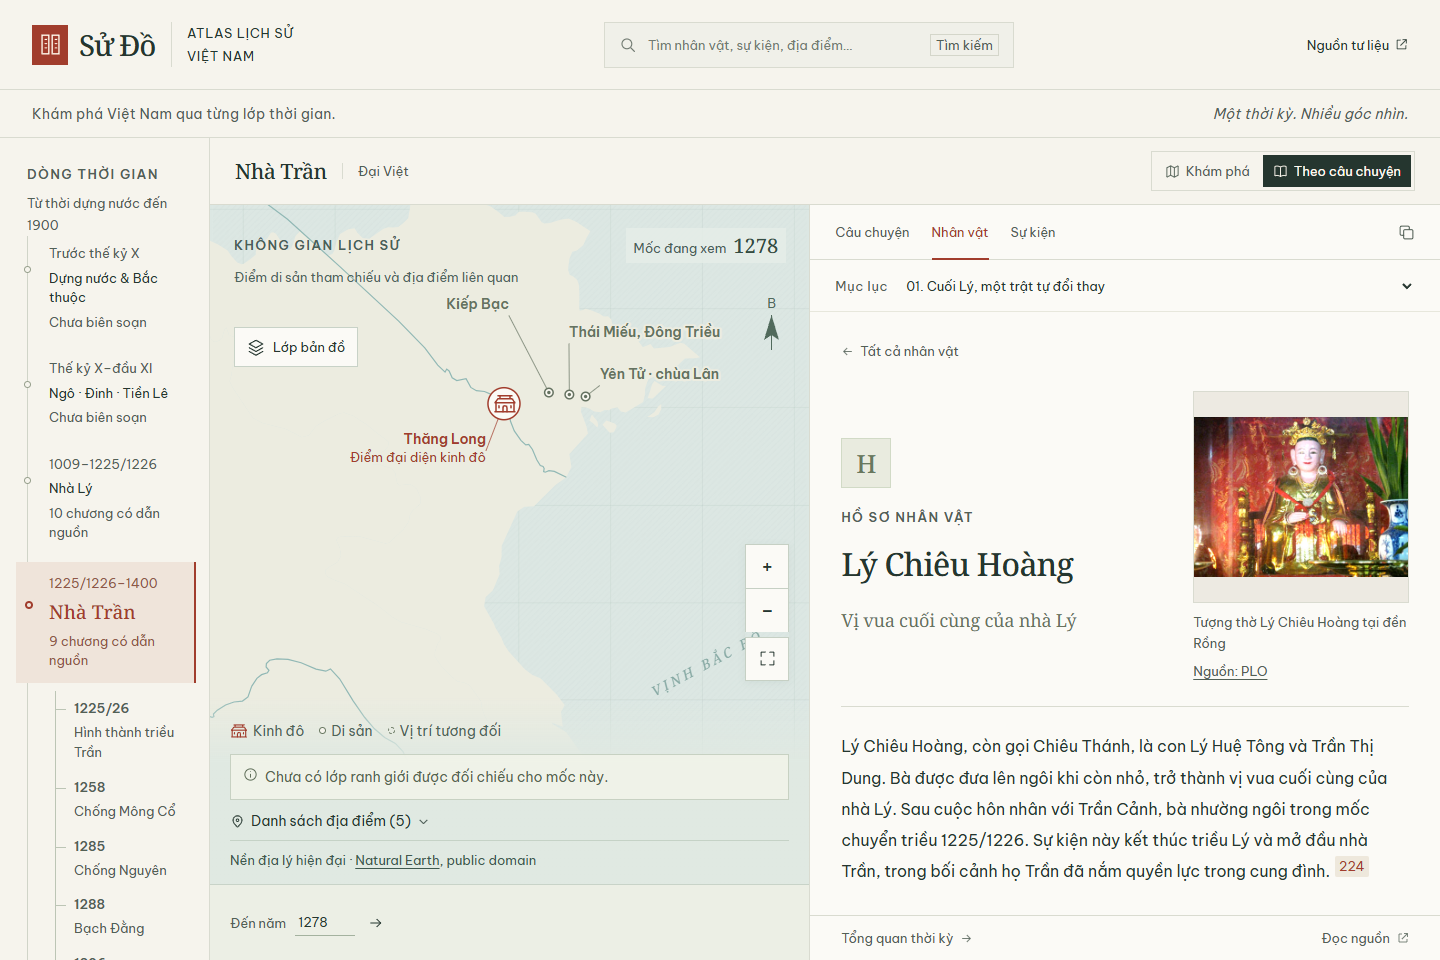 Sử Đồ
ATLAS LỊCH SỬ
VIỆT NAM
Tìm nhân vật, sự kiện, địa điểm...
Tìm kiếm
Nguồn tư liệu
Khám phá Việt Nam qua từng lớp thời gian.
Một thời kỳ. Nhiều góc nhìn.
DÒNG THỜI GIAN
Từ thời dựng nước đến
1900
Trước thế kỷ X
Dựng nước & Bắc
thuộc
Chưa biên soạn
Thế kỷ X–đầu XI
Ngô · Đinh · Tiền Lê
Chưa biên soạn
1009–1225/1226
Nhà Lý
10 chương có dẫn
nguồn
1225/1226–1400
Nhà Trần
9 chương có dẫn
nguồn
1225/26
Hình thành triều
Trần
1258
Chống Mông Cổ
1285
Chống Nguyên
1288
Bạch Đằng
Nhà Trần
Đại Việt
Khám phá
Theo câu chuyện
KHÔNG GIAN LỊCH SỬ
Điểm di sản tham chiếu và địa điểm liên quan
Mốc đang xem 1278
Lớp bản đồ
B
Kiếp Bạc
Thái Miếu, Đông Triều
Yên Tử · chùa Lân
Thăng Long
Điểm đại diện kinh đô
+
−
VỊNH BẮC BỘ
Kinh đô
Di sản
Vị trí tương đối
Chưa có lớp ranh giới được đối chiếu cho mốc này.
Danh sách địa điểm (5)
Nền địa lý hiện đại · Natural Earth, public domain
Đến năm 1278 →
Câu chuyện
Nhân vật
Sự kiện
Mục lục
01. Cuối Lý, một trật tự đổi thay
← Tất cả nhân vật
H
HỒ SƠ NHÂN VẬT
Lý Chiêu Hoàng
Vị vua cuối cùng của nhà Lý
Tượng thờ Lý Chiêu Hoàng tại đền
Rồng
Nguồn: PLO
Lý Chiêu Hoàng, còn gọi Chiêu Thánh, là con Lý Huệ Tông và Trần Thị
Dung. Bà được đưa lên ngôi khi còn nhỏ, trở thành vị vua cuối cùng của
nhà Lý. Sau cuộc hôn nhân với Trần Cảnh, bà nhường ngôi trong mốc
chuyển triều 1225/1226. Sự kiện này kết thúc triều Lý và mở đầu nhà
Trần, trong bối cảnh họ Trần đã nắm quyền lực trong cung đình. 224
Tổng quan thời kỳ →
Đọc nguồn